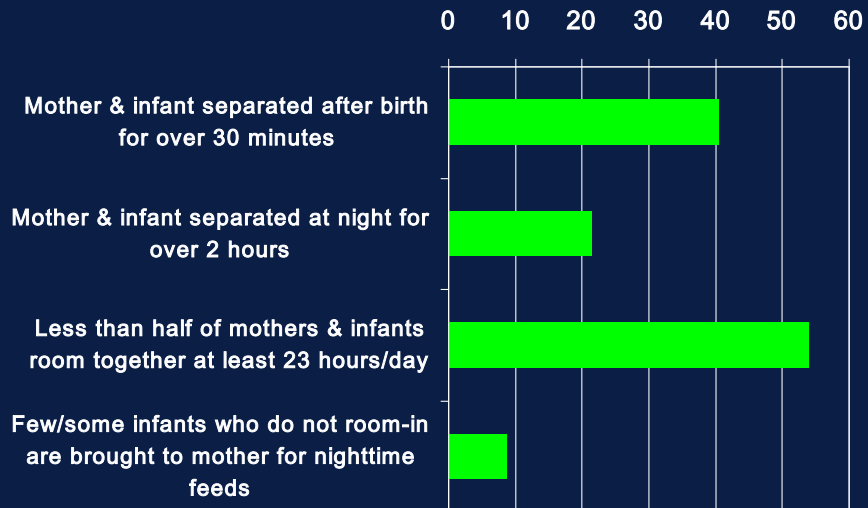 0 10 20 30 40 50 60
Mother & infant separated after birth
for over 30 minutes
Mother & infant separated at night for
over 2 hours
Less than half of mothers & infants
room together at least 23 hours/day
Few/some infants who do not room-in
are brought to mother for nighttime
feeds